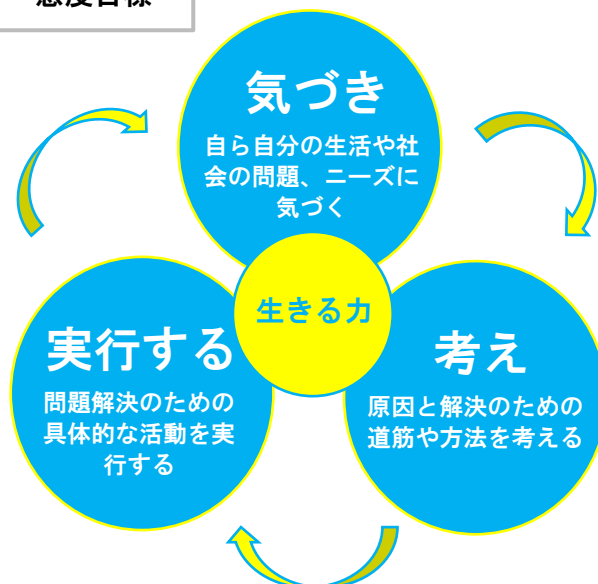 態度目標
気づき
自ら自分の生活や社
会の問題、ニーズに
気づく
生きる力
実行する
問題解決のための
具体的な活動を実
行する
考え
原因と解決のための
道筋や方法を考える